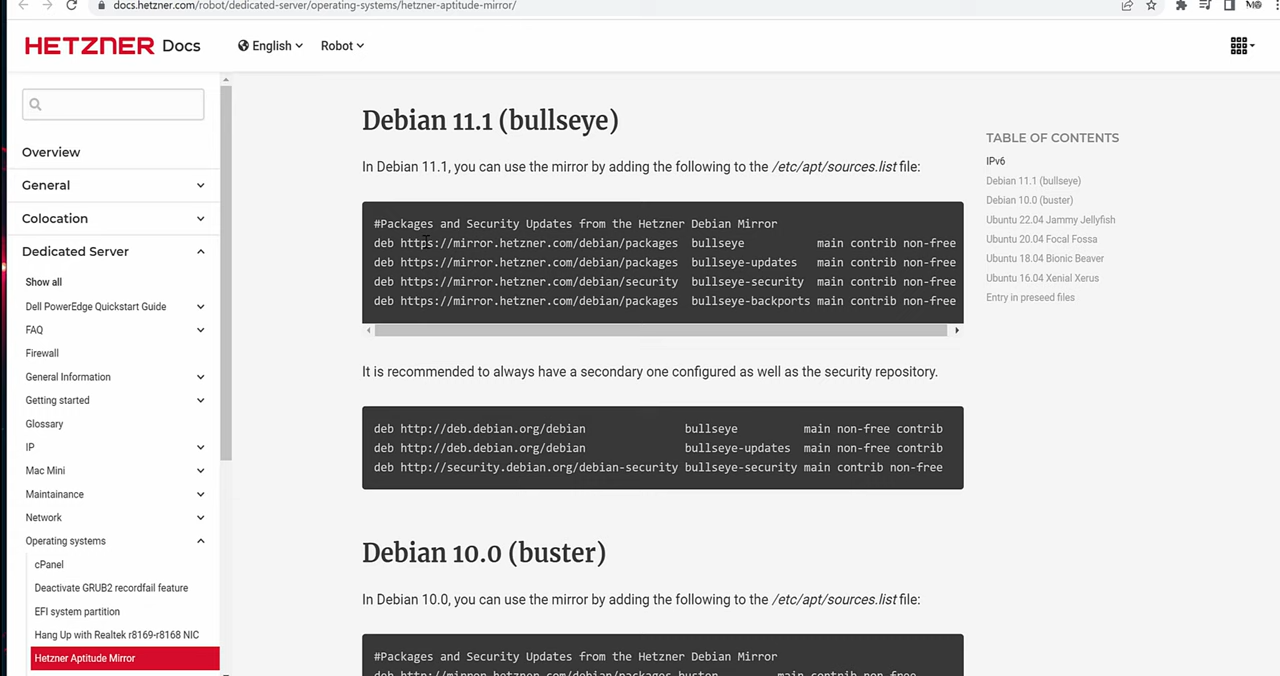 docs.hetzner.com/robot/dedicated-server/operating-systems/hetzner-aptitude-mirror/
HETZNER Docs
English
Robot
Overview
General
Colocation
Dedicated Server
Show all
Dell PowerEdge Quickstart Guide
FAQ
Firewall
General Information
Getting started
Glossary
IP
Mac Mini
Maintainance
Network
Operating systems
cPanel
Deactivate GRUB2 recordfail feature
EFI system partition
Hang Up with Realtek r8169-r8168 NIC
Hetzner Aptitude Mirror
Debian 11.1 (bullseye)
In Debian 11.1, you can use the mirror by adding the following to the /etc/apt/sources.list file:
#Packages and Security Updates from the Hetzner Debian Mirror
deb https://mirror.hetzner.com/debian/packages bullseye main contrib non-free
deb https://mirror.hetzner.com/debian/packages bullseye-updates main contrib non-free
deb https://mirror.hetzner.com/debian/security bullseye-security main contrib non-free
deb https://mirror.hetzner.com/debian/packages bullseye-backports main contrib non-free
It is recommended to always have a secondary one configured as well as the security repository.
deb http://deb.debian.org/debian bullseye main non-free contrib
deb http://deb.debian.org/debian bullseye-updates main non-free contrib
deb http://security.debian.org/debian-security bullseye-security main contrib non-free
Debian 10.0 (buster)
In Debian 10.0, you can use the mirror by adding the following to the /etc/apt/sources.list file:
#Packages and Security Updates from the Hetzner Debian Mirror
deb http://mirror.hetzner.com/debian/packages buster main contrib non-free
TABLE OF CONTENTS
IPv6
Debian 11.1 (bullseye)
Debian 10.0 (buster)
Ubuntu 22.04 Jammy Jellyfish
Ubuntu 20.04 Focal Fossa
Ubuntu 18.04 Bionic Beaver
Ubuntu 16.04 Xenial Xerus
Entry in preseed files